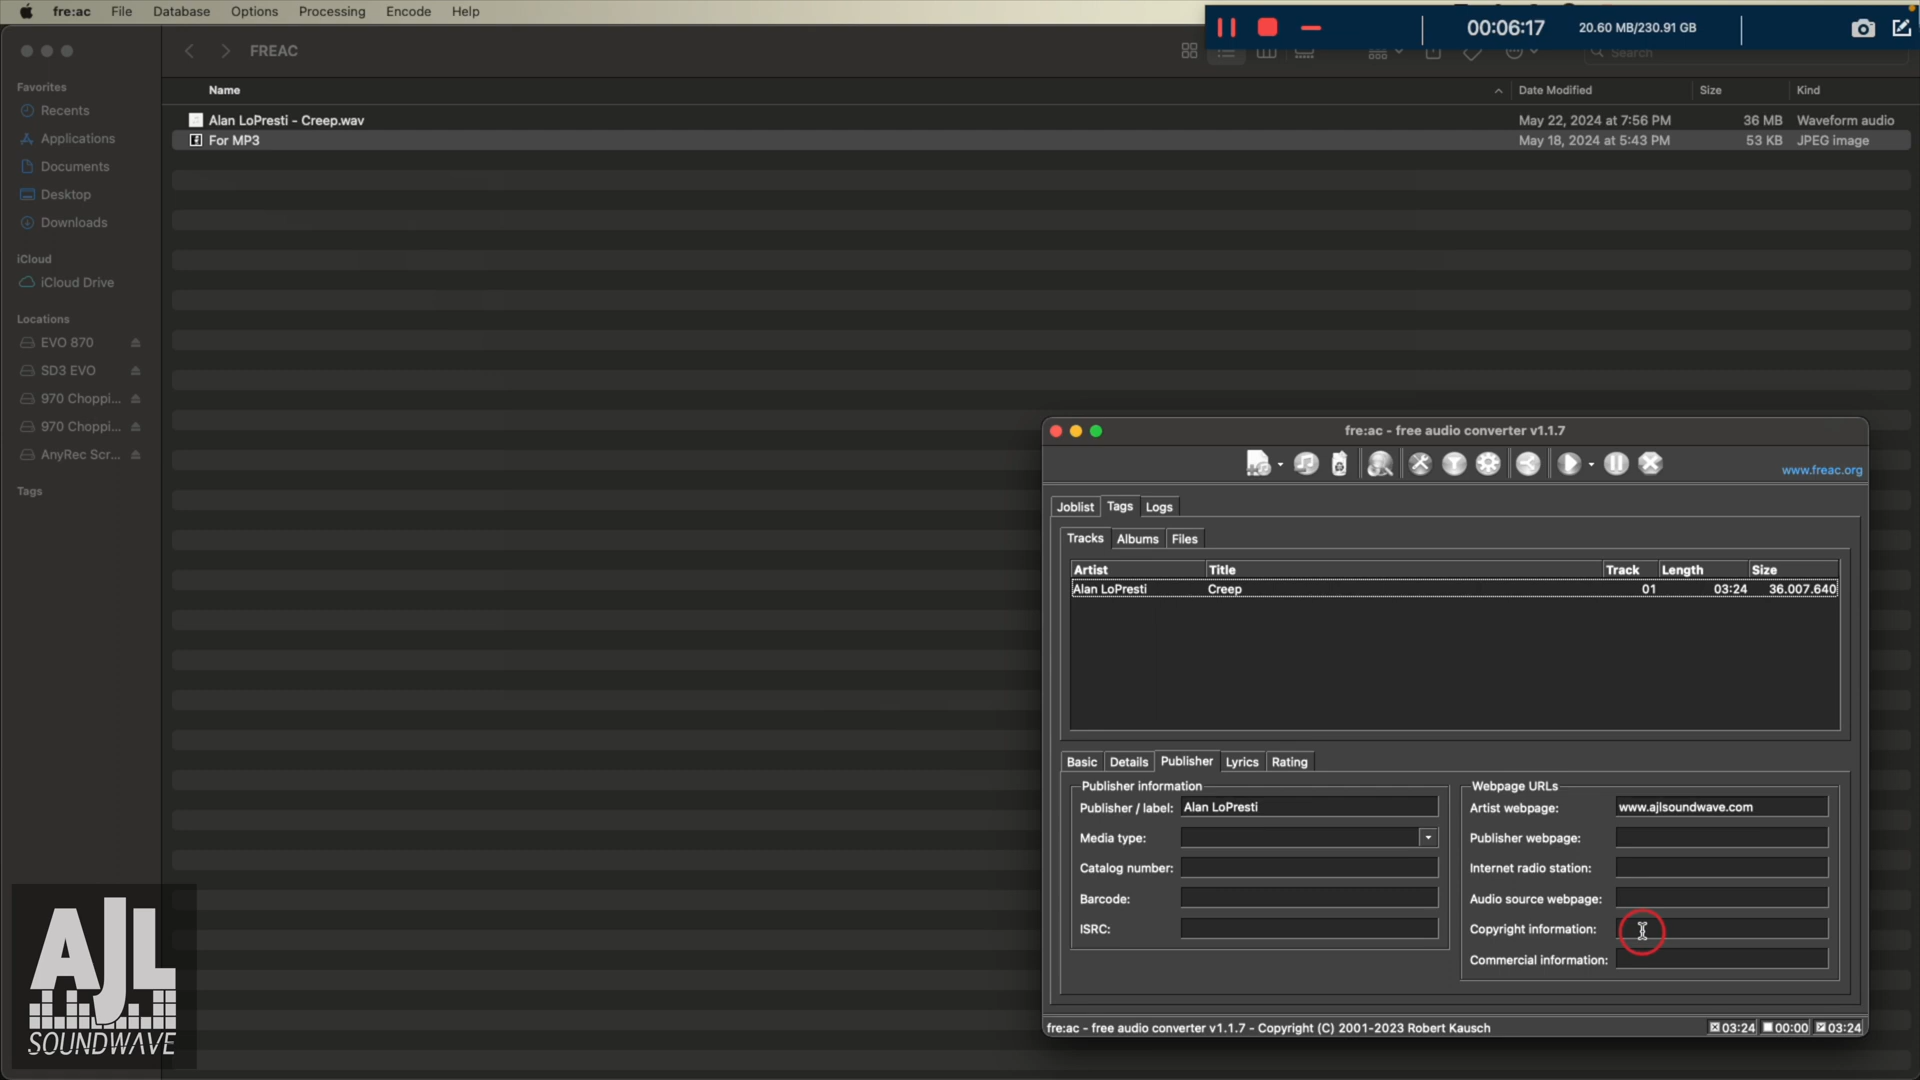 fre:ac File Database Options Processing Encode Help
00:06:17 20.60 MB/230.91 GB
FREAC
Search
Favorites
Recents
Applications
Documents
Desktop
Downloads
iCloud
iCloud Drive
Locations
EVO 870
SD3 EVO
970 Choppi...
970 Choppi...
AnyRec Scr...
Tags
Name Date Modified Size Kind
Alan LoPresti - Creep.wav May 22, 2024 at 7:56 PM 36 MB Waveform audio
For MP3 May 18, 2024 at 5:43 PM 53 KB JPEG image
fre:ac - free audio converter v1.1.7
www.freac.org
Joblist Tags Logs
Tracks Albums Files
Artist Title Track Length Size
Alan LoPresti Creep 01 03:24 36.007.640
Basic Details Publisher Lyrics Rating
Publisher information
Publisher / label: Alan LoPresti
Media type:
Catalog number:
Barcode:
ISRC:
Webpage URLs
Artist webpage: www.ajlsoundwave.com
Publisher webpage:
Internet radio station:
Audio source webpage:
Copyright information:
Commercial information:
fre:ac - free audio converter v1.1.7 - Copyright (C) 2001-2023 Robert Kausch 03:24 00:00 03:24
AJL
SOUNDWAVE